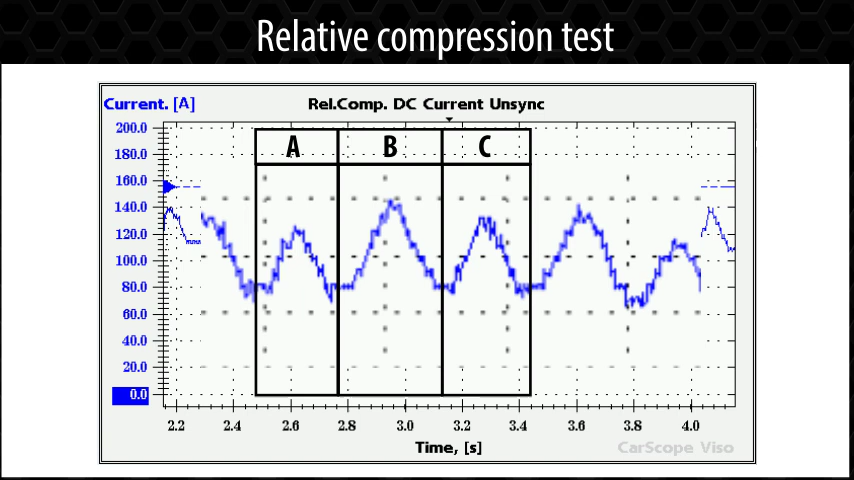 Relative compression test
Current. [A]
Rel.Comp. DC Current Unsync
200.0
180.0
160.0
140.0
120.0
100.0
80.0
60.0
40.0
20.0
0.0
A B C
2.2 2.4 2.6 2.8 3.0 3.2 3.4 3.6 3.8 4.0
Time, [s]
CarScope Viso